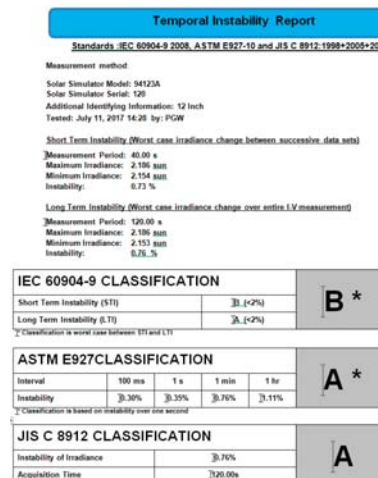 Temporal Instability Report
Standards :IEC 60904-9 2008, ASTM E927-10 and JIS C 8912:1998+2005+20
Measurement method
Solar Simulator Model: 94123A
Solar Simulator Serial: 120
Additional Identifying Information: 12 Inch
Tested: July 11, 2017 14:28 by: PGW
Short Term Instability (Worst case irradiance change between successive data sets)
Measurement Period: 40.00 s
Maximum Irradiance: 2.186 sun
Minimum Irradiance: 2.154 sun
Instability: 0.73 %
Long Term Instability (Worst case irradiance change over entire I.V measurement)
Measurement Period: 120.00 s
Maximum Irradiance: 2.186 sun
Minimum Irradiance: 2.153 sun
Instability: 0.76 %
IEC 60904-9 CLASSIFICATION
Short Term Instability (STI) B (<2%)
B *
Long Term Instability (LTI) A (<2%)
* Classification is worst case between STI and LTI
ASTM E927CLASSIFICATION
Interval 100 ms 1 s 1 min 1 hr
A *
Instability 0.30% 0.35% 0.76% 1.11%
* Classification is based on instability over one second
JIS C 8912 CLASSIFICATION
Instability of Irradiance 0.76%
A
Acquisition Time 120.00s